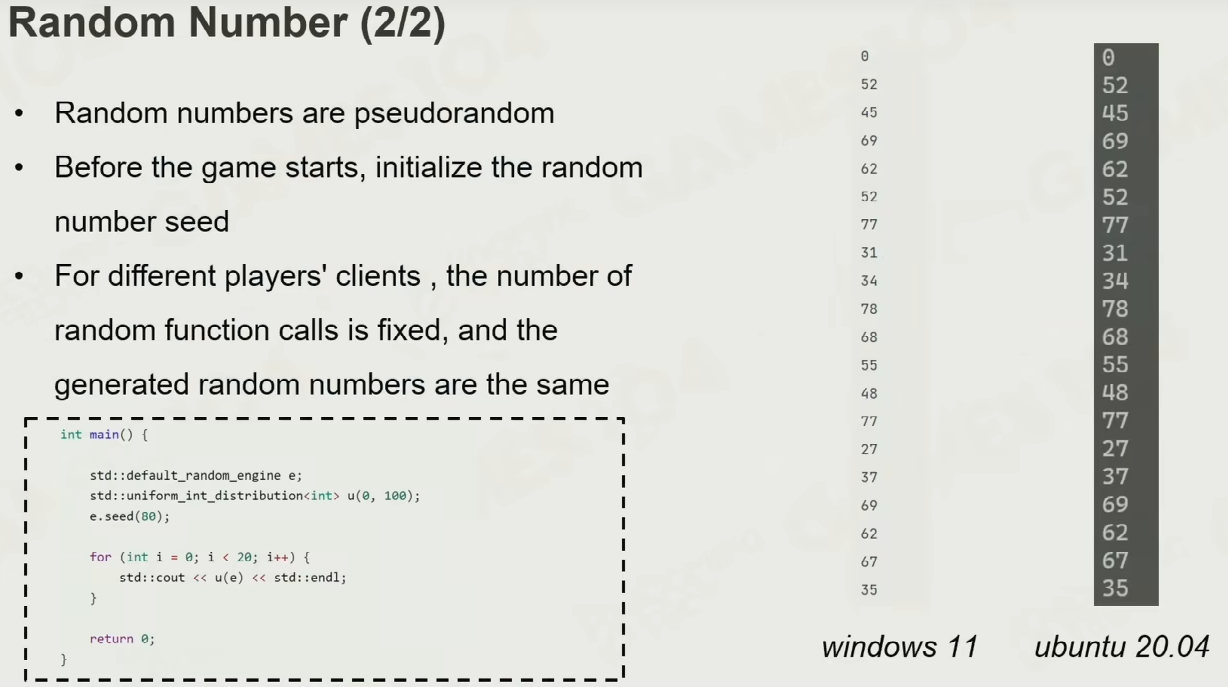 Random Number (2/2)
• Random numbers are pseudorandom
• Before the game starts, initialize the random
number seed
• For different players' clients , the number of
random function calls is fixed, and the
generated random numbers are the same
int main() {
std::default_random_engine e;
std::uniform_int_distribution<int> u(0, 100);
e.seed(80);
for (int i = 0; i < 20; i++) {
std::cout << u(e) << std::endl;
}
return 0;
}
0
52
45
69
62
52
77
31
34
78
68
55
48
77
27
37
69
62
67
35
windows 11
0
52
45
69
62
52
77
31
34
78
68
55
48
77
27
37
69
62
67
35
ubuntu 20.04